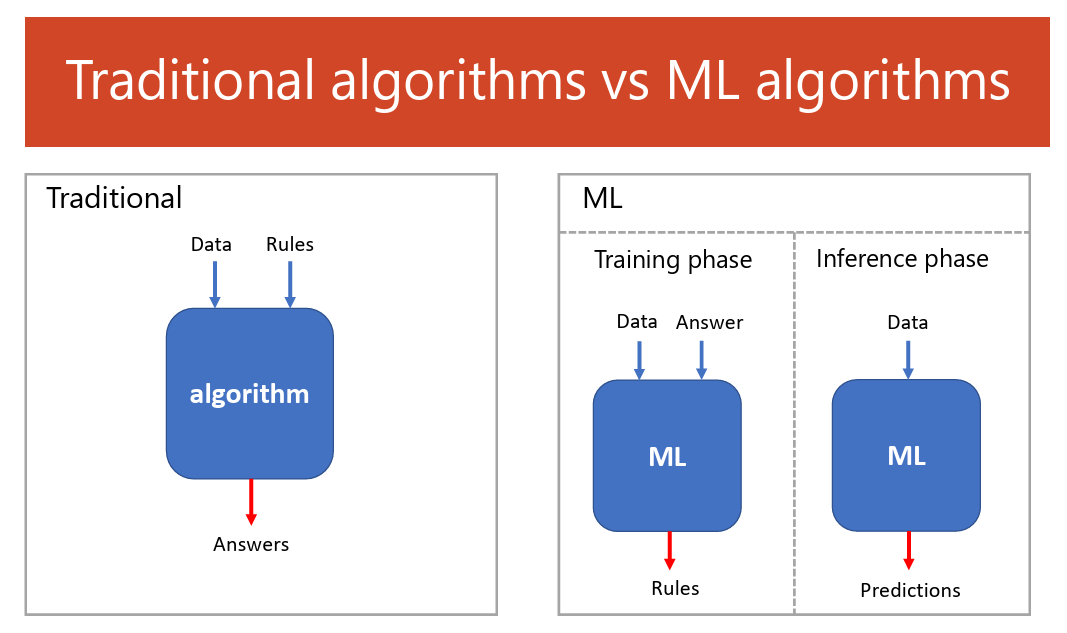 Traditional algorithms vs ML algorithms
Traditional
Data Rules
algorithm
Answers
ML
Training phase
Data Answer
ML
Rules
Inference phase
Data
ML
Predictions